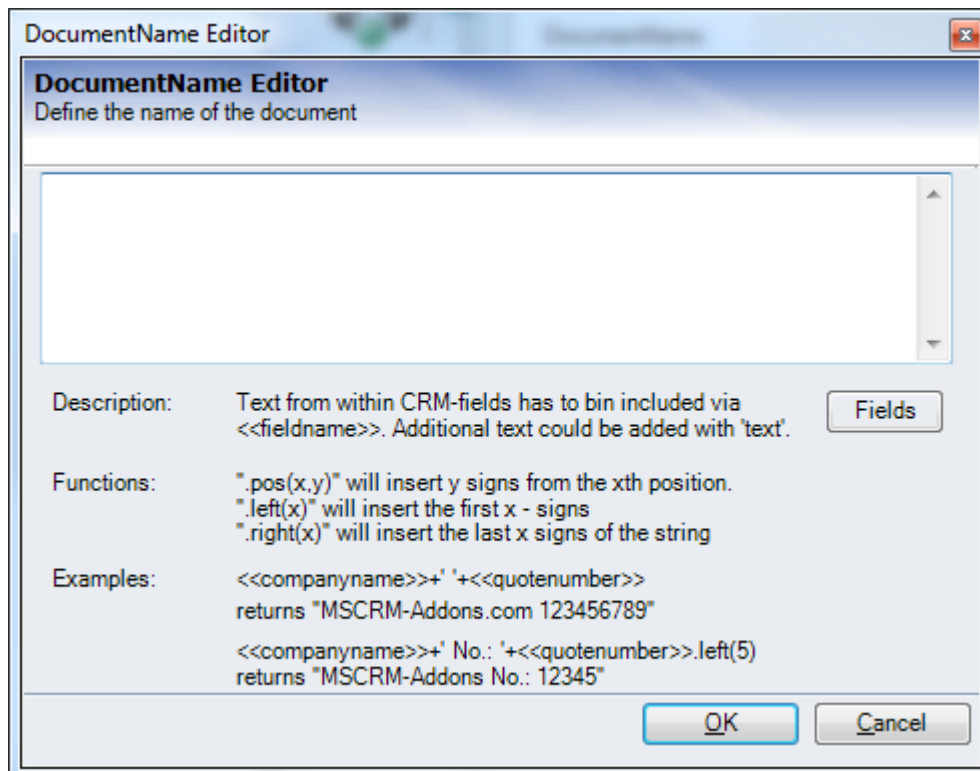 DocumentName Editor
DocumentName Editor
Define the name of the document
Description: Text from within CRM-fields has to bin included via
<<fieldname>>. Additional text could be added with 'text'.
Fields
Functions: ".pos(x,y)" will insert y signs from the xth position.
".left(x)" will insert the first x - signs
".right(x)" will insert the last x signs of the string
Examples: <<companyname>>+' '+<<quotenumber>>
returns "MSCRM-Addons.com 123456789"
<<companyname>>+' No.: '+<<quotenumber>>.left(5)
returns "MSCRM-Addons No.: 12345"
OK Cancel